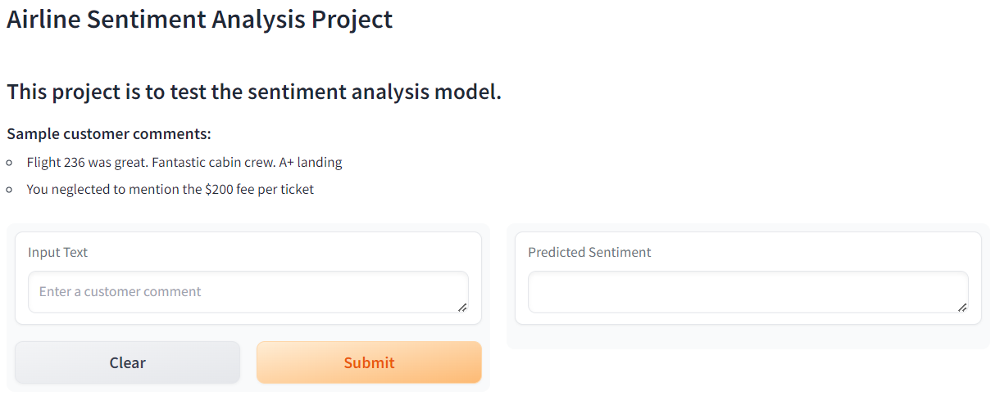 Airline Sentiment Analysis Project
This project is to test the sentiment analysis model.
Sample customer comments:
Flight 236 was great. Fantastic cabin crew. A+ landing
You neglected to mention the $200 fee per ticket
Input Text
Enter a customer comment
Clear
Submit
Predicted Sentiment